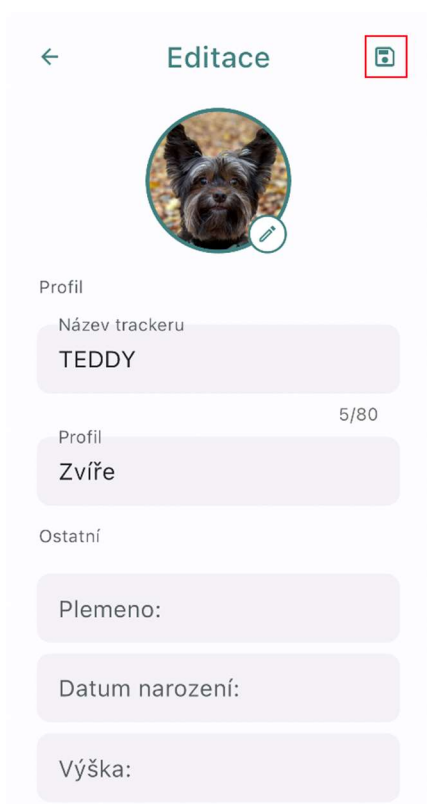 Editace
Profil
Název trackeru
TEDDY
5/80
Profil
Zvíře
Ostatní
Plemeno:
Datum narození:
Výška: